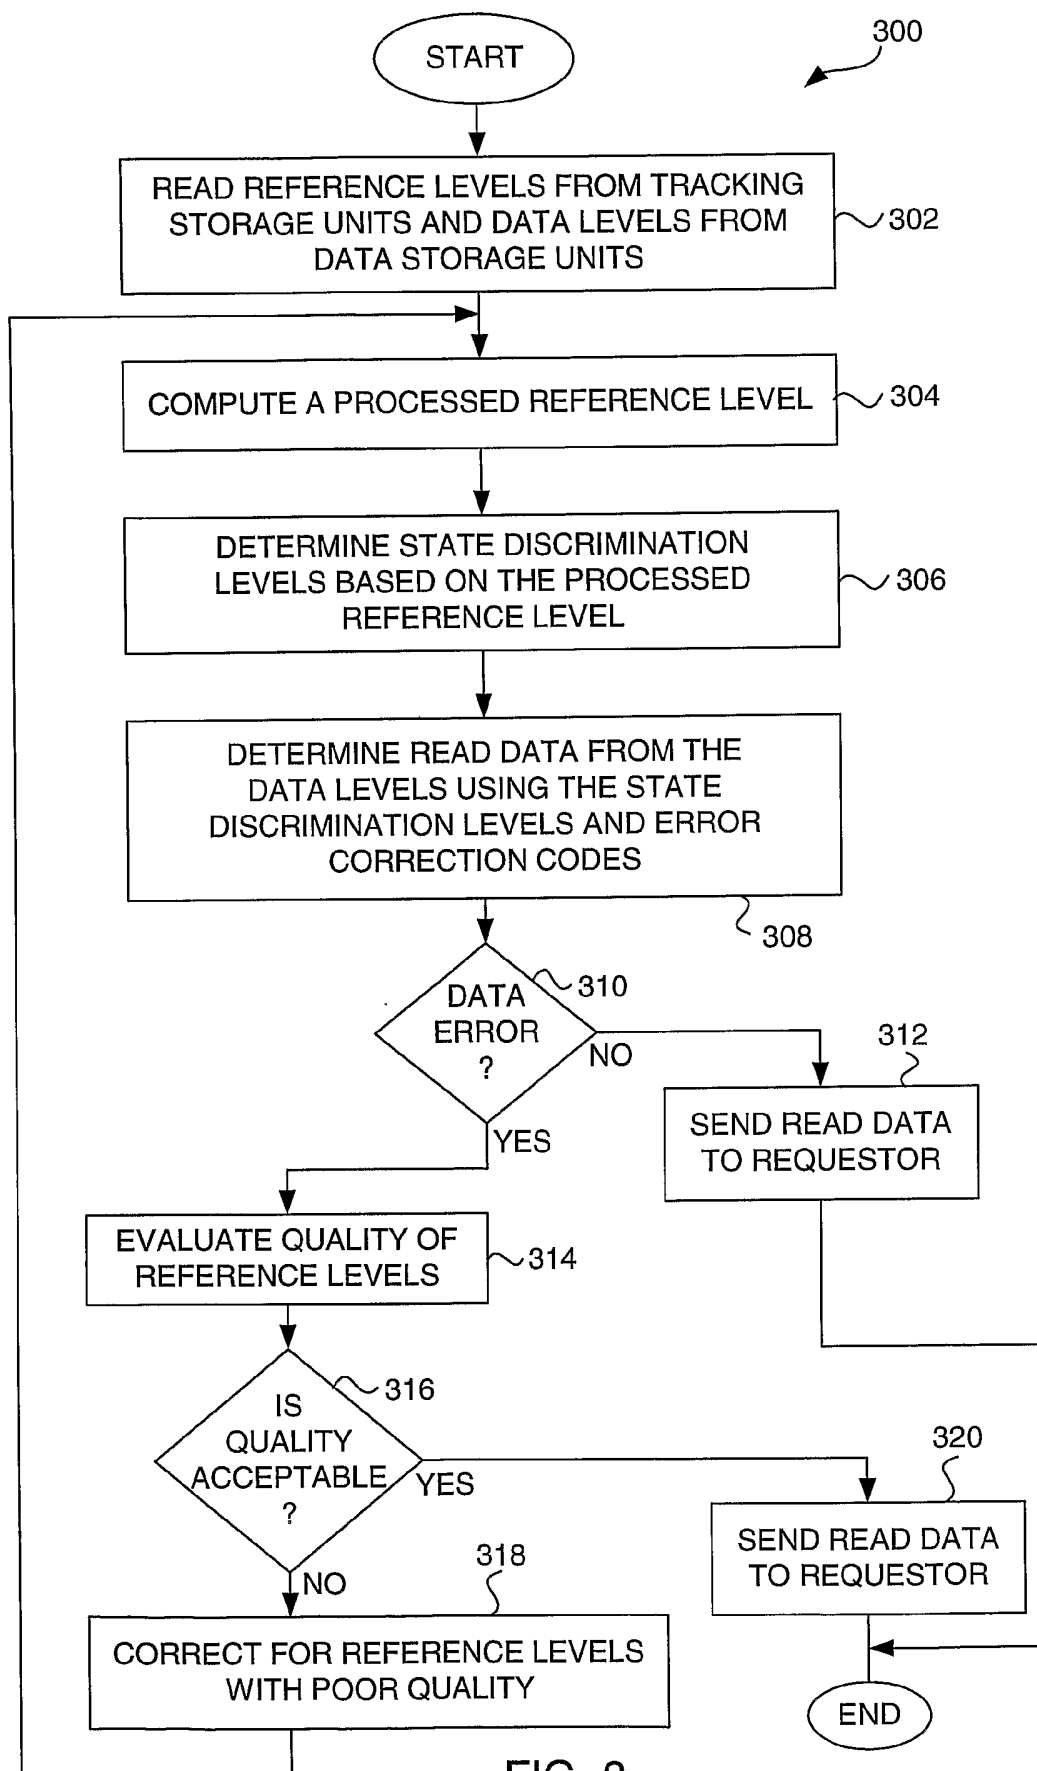 START
300
READ REFERENCE LEVELS FROM TRACKING
STORAGE UNITS AND DATA LEVELS FROM
DATA STORAGE UNITS
302
COMPUTE A PROCESSED REFERENCE LEVEL
304
DETERMINE STATE DISCRIMINATION
LEVELS BASED ON THE PROCESSED
REFERENCE LEVEL
306
DETERMINE READ DATA FROM THE
DATA LEVELS USING THE STATE
DISCRIMINATION LEVELS AND ERROR
CORRECTION CODES
308
DATA
ERROR
?
310
NO
YES
312
SEND READ DATA
TO REQUESTOR
EVALUATE QUALITY OF
REFERENCE LEVELS
314
IS
QUALITY
ACCEPTABLE
?
316
YES
NO
320
SEND READ DATA
TO REQUESTOR
318
CORRECT FOR REFERENCE LEVELS
WITH POOR QUALITY
END
FIG.